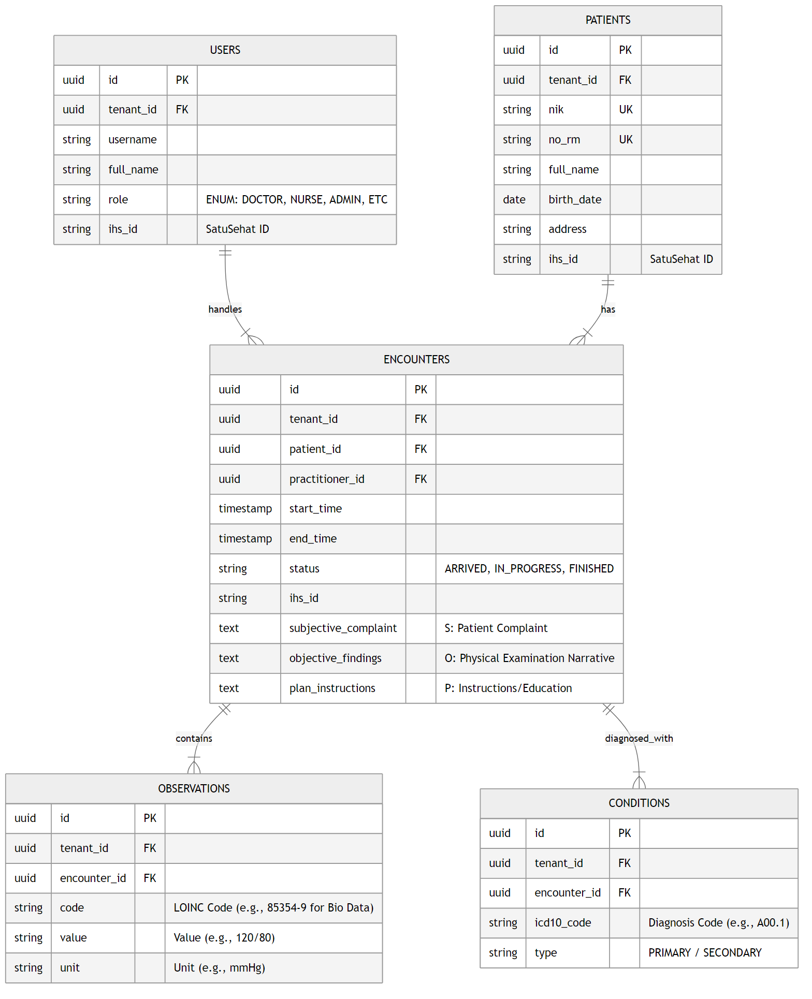 USERS
uuid id PK
uuid tenant_id FK
string username
string full_name
string role ENUM: DOCTOR, NURSE, ADMIN, ETC
string ihs_id SatuSehat ID
PATIENTS
uuid id PK
uuid tenant_id FK
string nik UK
string no_rm UK
string full_name
date birth_date
string address
string ihs_id SatuSehat ID
handles
has
ENCOUNTERS
uuid id PK
uuid tenant_id FK
uuid patient_id FK
uuid practitioner_id FK
timestamp start_time
timestamp end_time
string status ARRIVED, IN_PROGRESS, FINISHED
string ihs_id
text subjective_complaint S: Patient Complaint
text objective_findings O: Physical Examination Narrative
text plan_instructions P: Instructions/Education
contains
diagnosed_with
OBSERVATIONS
uuid id PK
uuid tenant_id FK
uuid encounter_id FK
string code LOINC Code (e.g., 85354-9 for Bio Data)
string value Value (e.g., 120/80)
string unit Unit (e.g., mmHg)
CONDITIONS
uuid id PK
uuid tenant_id FK
uuid encounter_id FK
string icd10_code Diagnosis Code (e.g., A00.1)
string type PRIMARY / SECONDARY